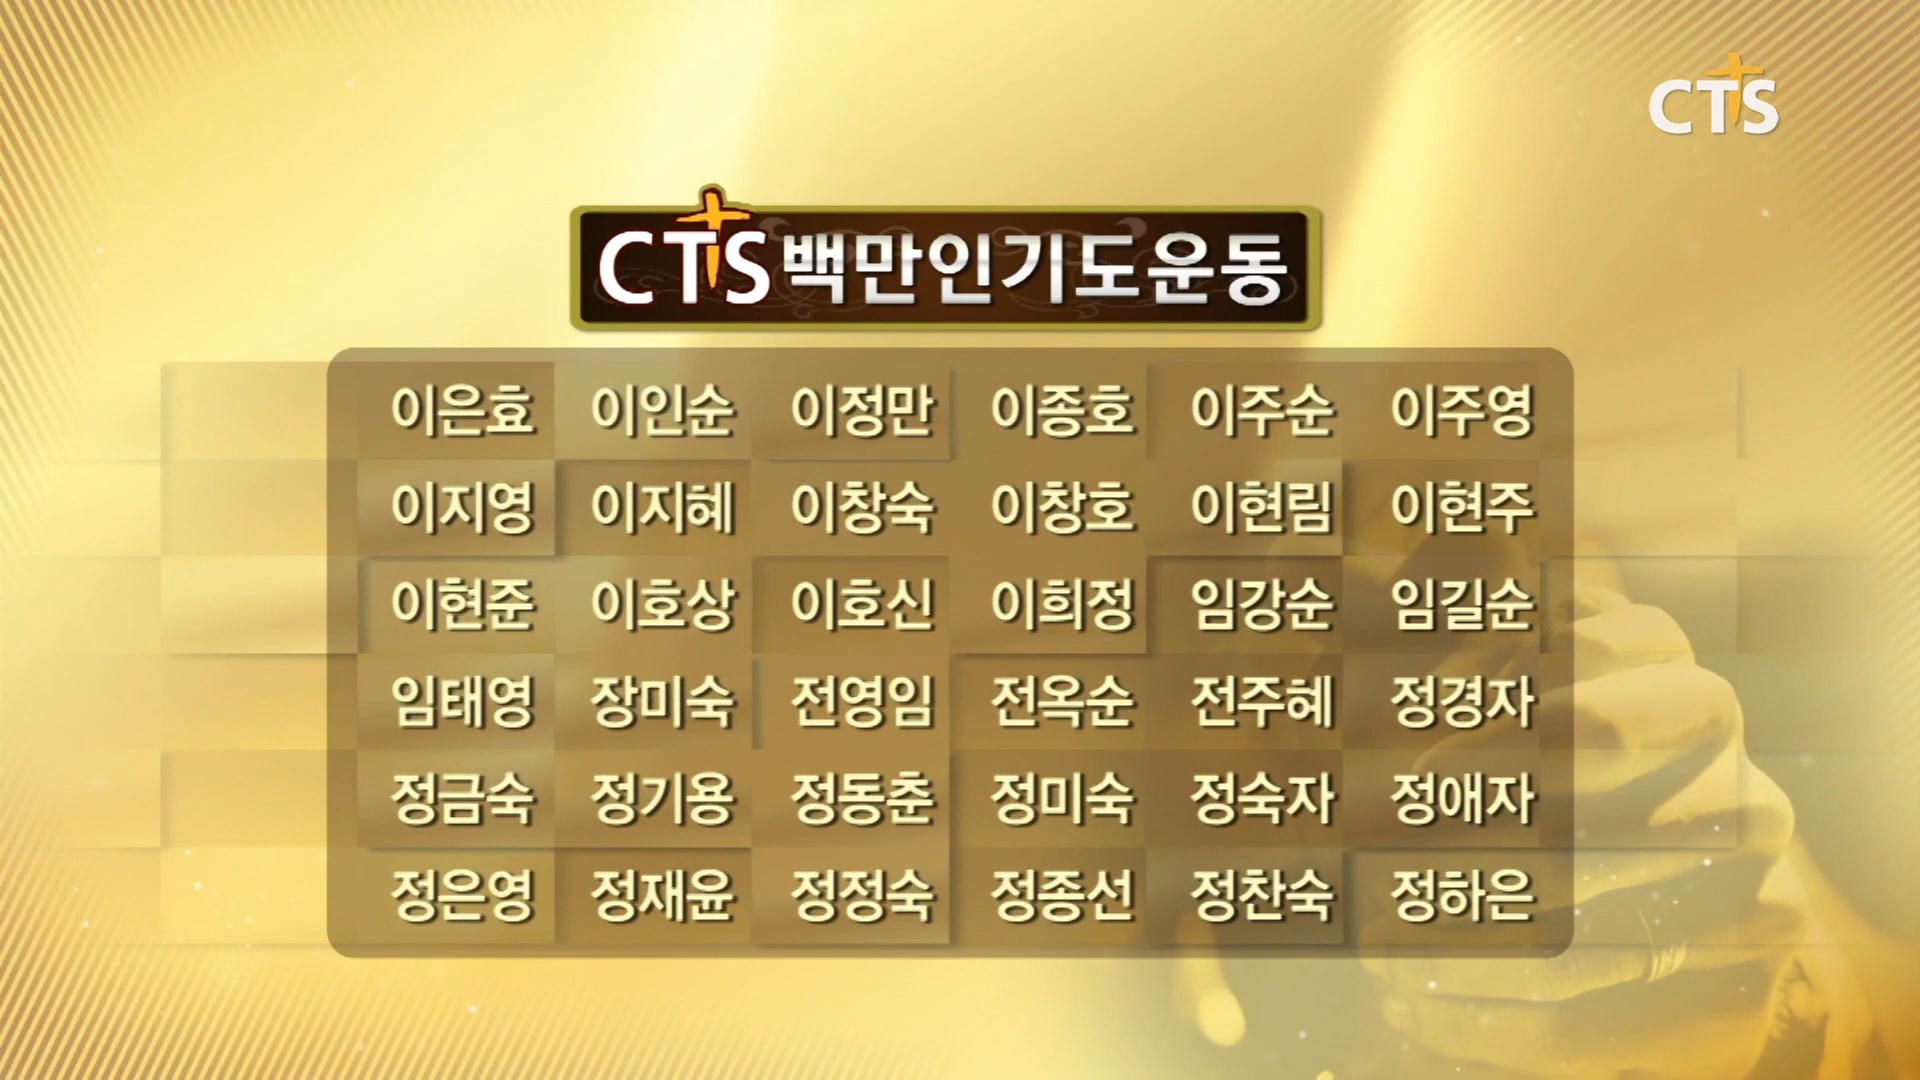 CTS
CTS백만인기도운동
이은효 이인순 이정만 이종호 이주순 이주영
이지영 이지혜 이창숙 이창호 이현림 이현주
이현준 이호상 이호신 이희정 임강순 임길순
임태영 장미숙 전영임 전옥순 전주혜 정경자
정금숙 정기용 정동춘 정미숙 정숙자 정애자
정은영 정재윤 정정숙 정종선 정찬숙 정하은